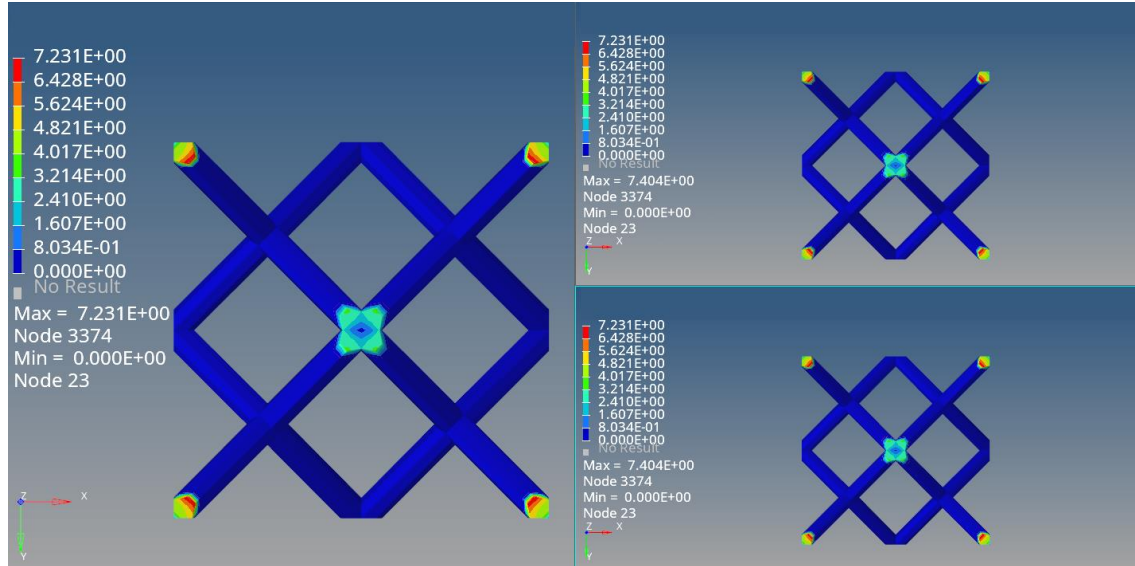 7.231E+00
6.428E+00
5.624E+00
4.821E+00
4.017E+00
3.214E+00
2.410E+00
1.607E+00
8.034E-01
0.000E+00
No Result
Max = 7.231E+00
Node 3374
Min = 0.000E+00
Node 23
Z
X
Y
7.231E+00
6.428E+00
5.624E+00
4.821E+00
4.017E+00
3.214E+00
2.410E+00
1.607E+00
8.034E-01
0.000E+00
No Result
Max = 7.404E+00
Node 3374
Min = 0.000E+00
Node 23
Z
X
Y
7.231E+00
6.428E+00
5.624E+00
4.821E+00
4.017E+00
3.214E+00
2.410E+00
1.607E+00
8.034E-01
0.000E+00
No Result
Max = 7.404E+00
Node 3374
Min = 0.000E+00
Node 23
Z
X
Y